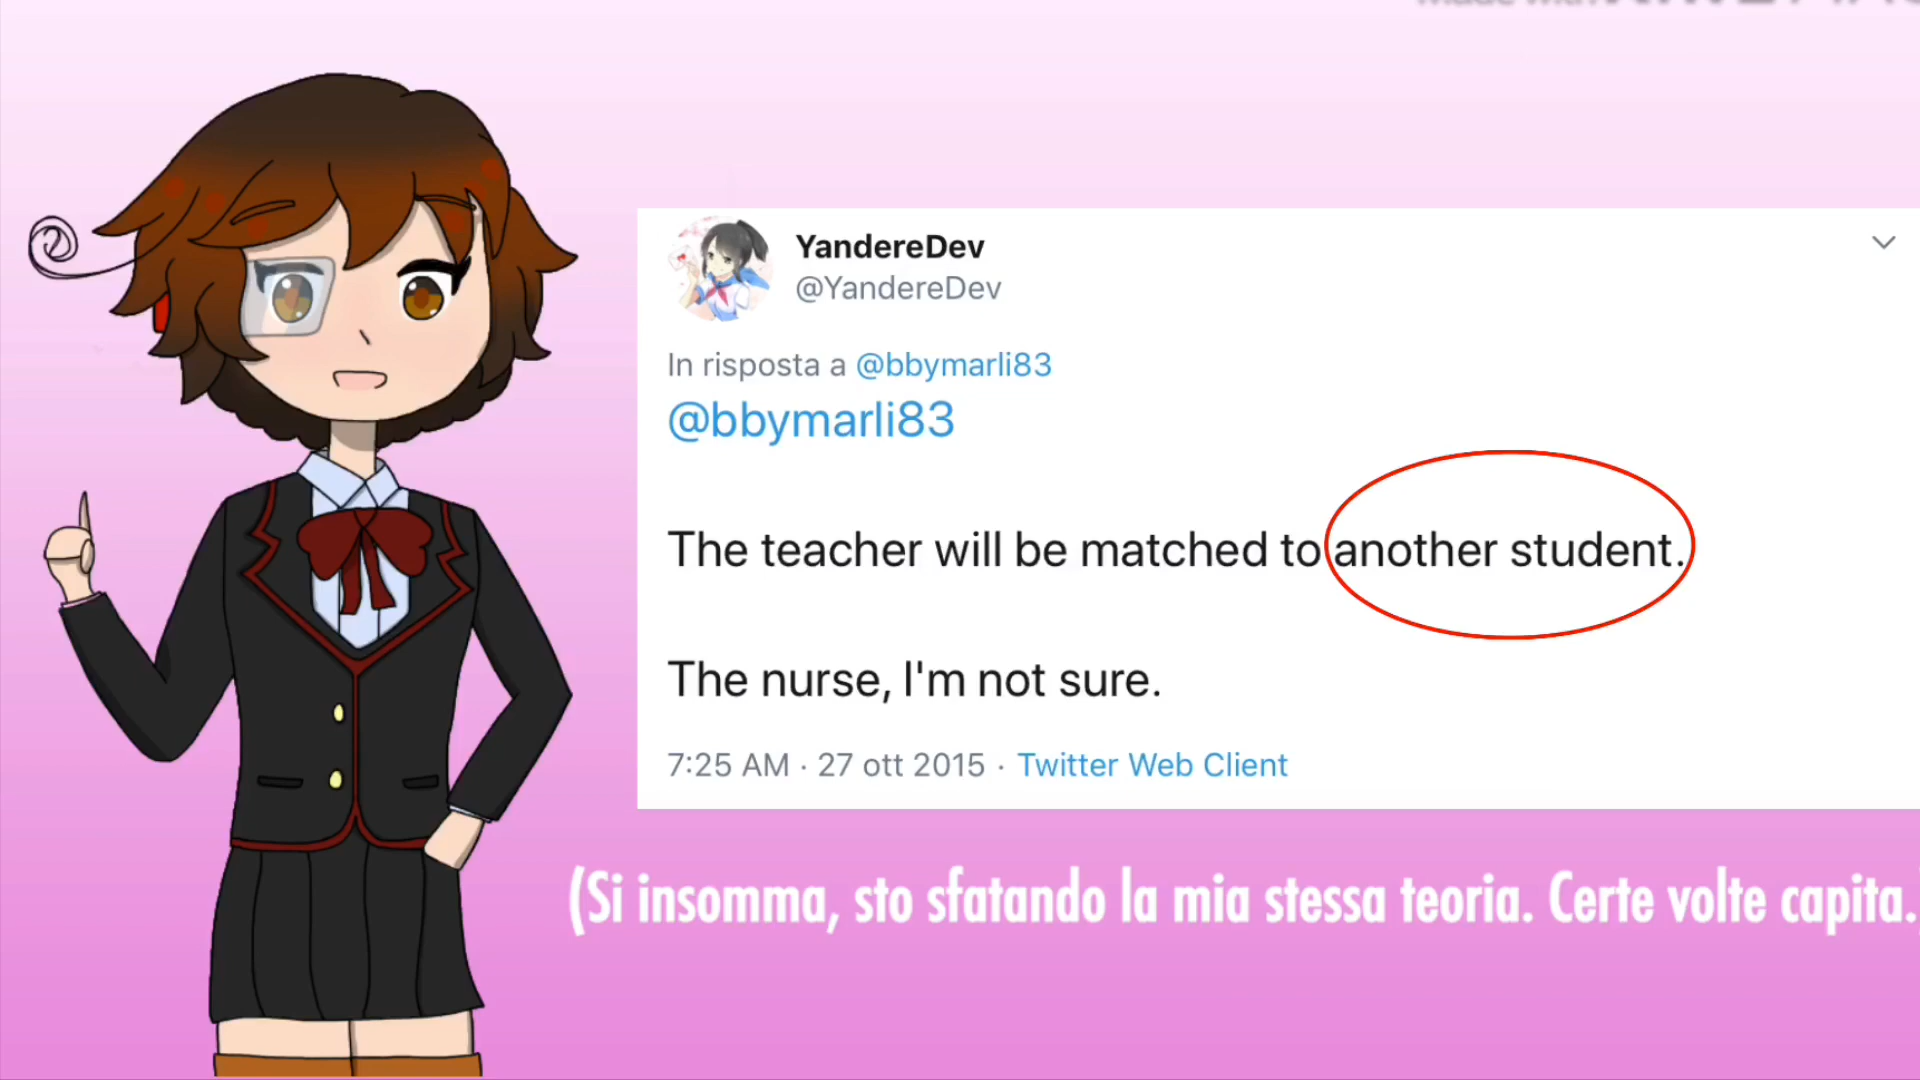 YandereDev
@YandereDev
In risposta a @bbymarli83
@bbymarli83
The teacher will be matched to another student.
The nurse, I'm not sure.
7:25 AM · 27 ott 2015 · Twitter Web Client
(Si insomma, sto sfatando la mia stessa teoria. Certe volte capita.